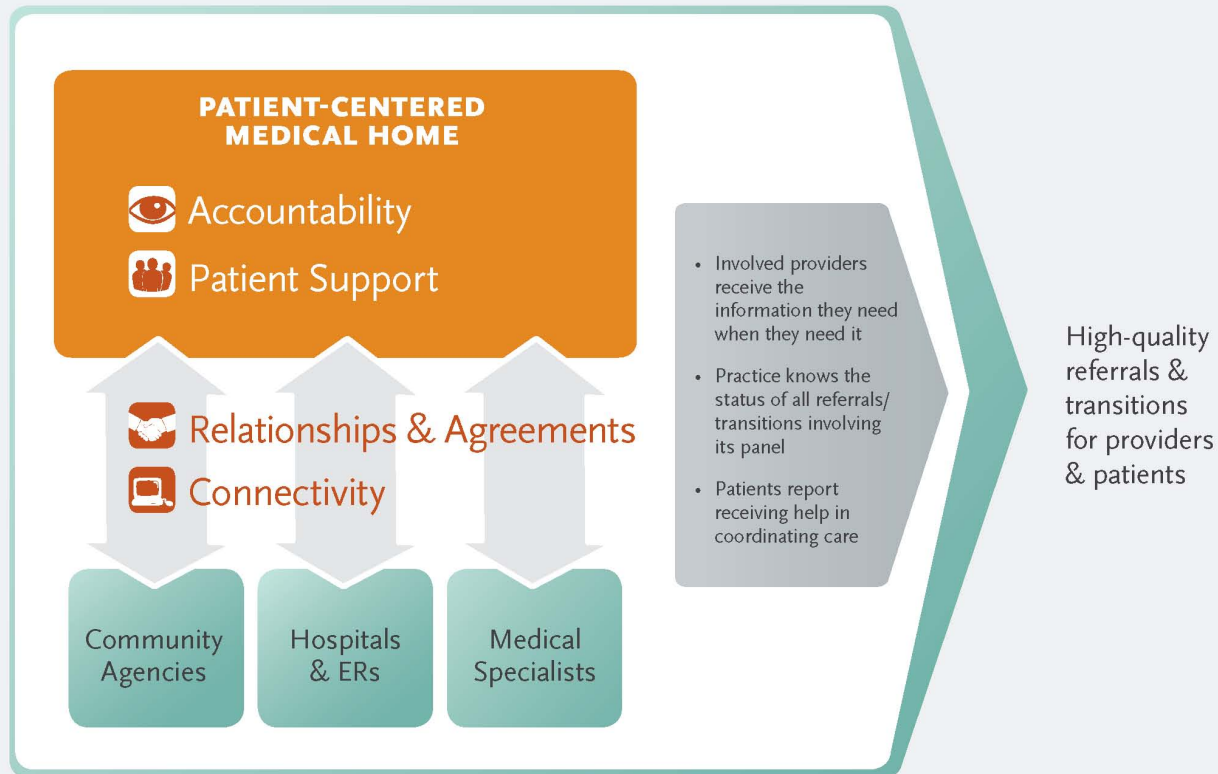 PATIENT-CENTERED
MEDICAL HOME
Accountability
Patient Support
Relationships & Agreements
Connectivity
Community
Agencies
Hospitals
& ERs
Medical
Specialists
• Involved providers
receive the
information they need
when they need it
• Practice knows the
status of all referrals/
transitions involving
its panel
• Patients report
receiving help in
coordinating care
High-quality
referrals &
transitions
for providers
& patients